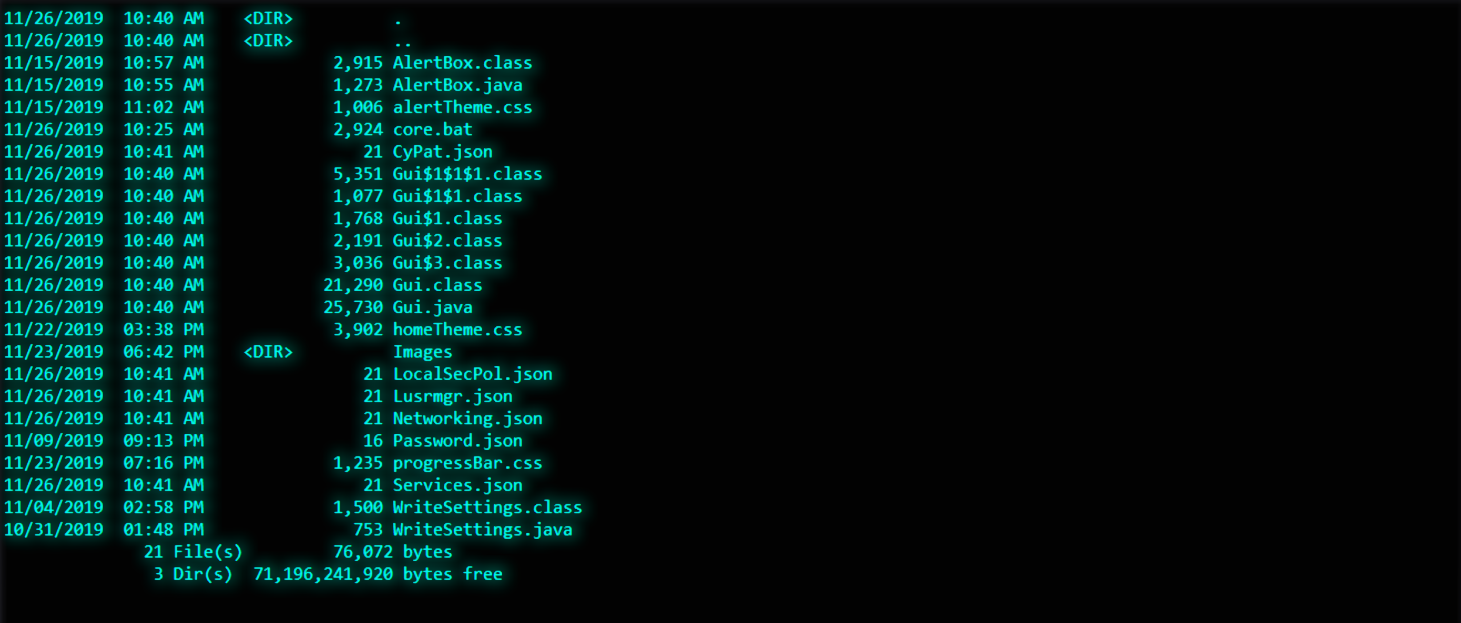 11/26/2019  10:40 AM    <DIR>          .
11/26/2019  10:40 AM    <DIR>          ..
11/15/2019  10:57 AM             2,915 AlertBox.class
11/15/2019  10:55 AM             1,273 AlertBox.java
11/15/2019  11:02 AM             1,006 alertTheme.css
11/26/2019  10:25 AM             2,924 core.bat
11/26/2019  10:41 AM                21 CyPat.json
11/26/2019  10:40 AM             5,351 Gui$1$1$1.class
11/26/2019  10:40 AM             1,077 Gui$1$1.class
11/26/2019  10:40 AM             1,768 Gui$1.class
11/26/2019  10:40 AM             2,191 Gui$2.class
11/26/2019  10:40 AM             3,036 Gui$3.class
11/26/2019  10:40 AM            21,290 Gui.class
11/26/2019  10:40 AM            25,730 Gui.java
11/22/2019  03:38 PM             3,902 homeTheme.css
11/23/2019  06:42 PM    <DIR>          Images
11/26/2019  10:41 AM                21 LocalSecPol.json
11/26/2019  10:41 AM                21 Lusrmgr.json
11/26/2019  10:41 AM                21 Networking.json
11/09/2019  09:13 PM                16 Password.json
11/23/2019  07:16 PM             1,235 progressBar.css
11/26/2019  10:41 AM                21 Services.json
11/04/2019  02:58 PM             1,500 WriteSettings.class
10/31/2019  01:48 PM               753 WriteSettings.java
              21 File(s)         76,072 bytes
               3 Dir(s)  71,196,241,920 bytes free